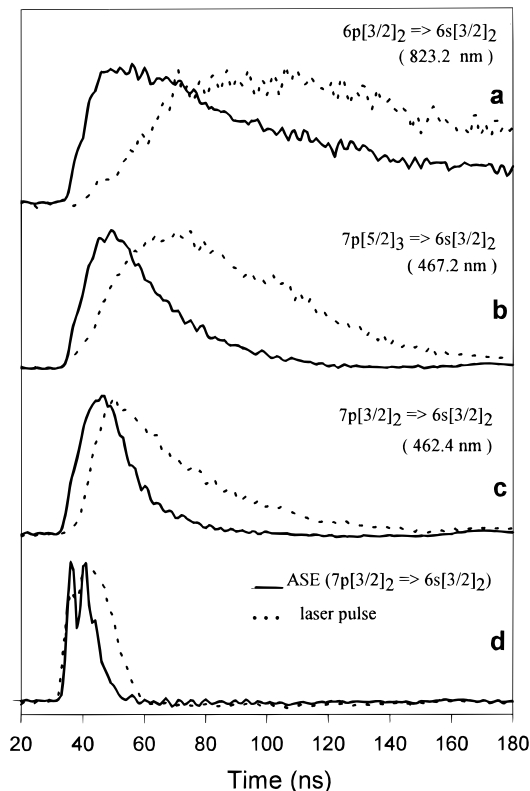 6p[3/2]₂ => 6s[3/2]₂
( 823.2 nm )
a
7p[5/2]₃ => 6s[3/2]₂
( 467.2 nm )
b
7p[3/2]₂ => 6s[3/2]₂
( 462.4 nm )
c
ASE (7p[3/2]₂ => 6s[3/2]₂)
laser pulse
d
20 40 60 80 100 120 140 160 180
Time (ns)